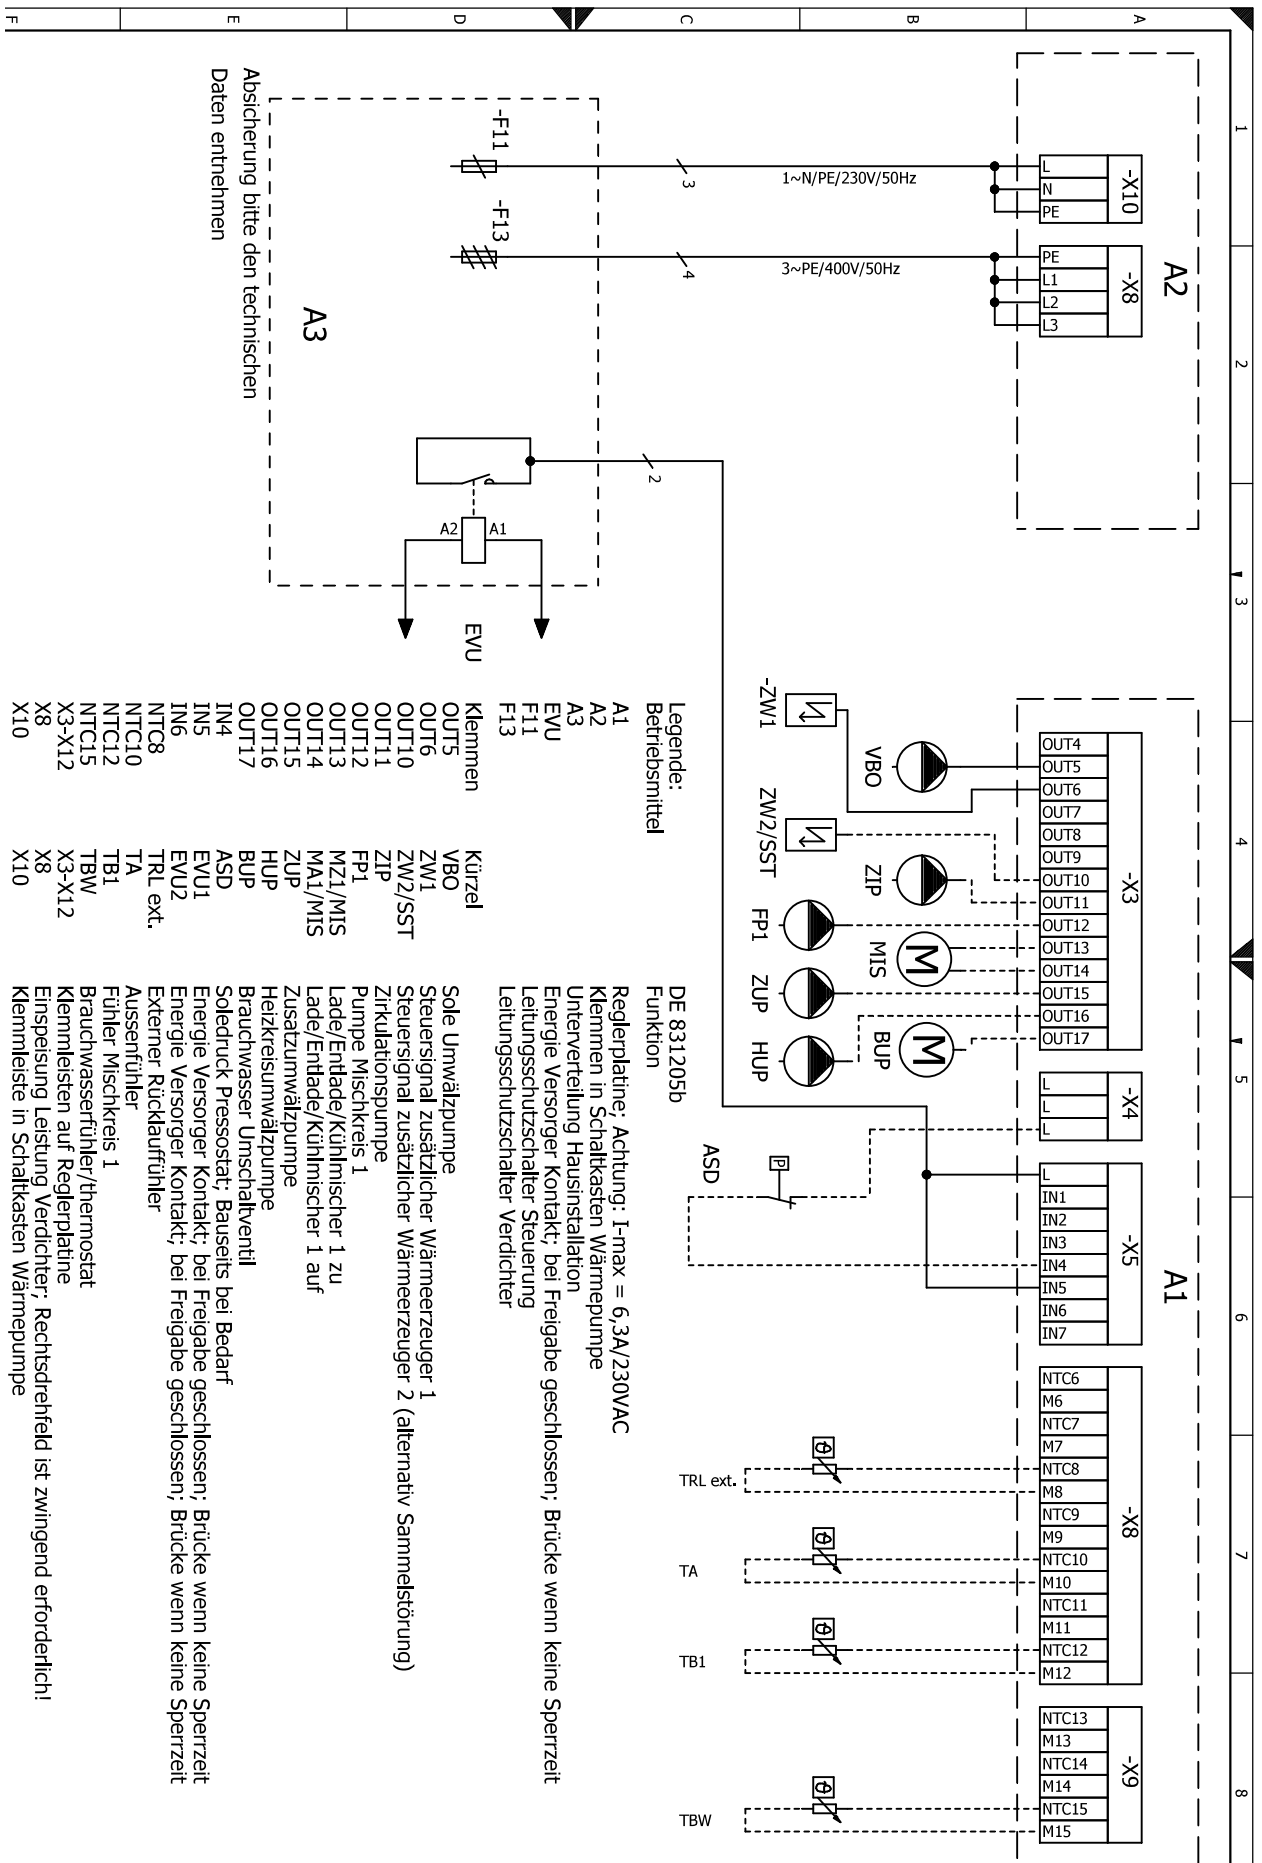 A
B
C
D
E
F
1
2
3
4
5
6
7
8
A2
-X10
L
N
PE
-X8
PE
L1
L2
L3
1~N/PE/230V/50Hz
3
3~PE/400V/50Hz
4
-F11
-F13
A3
2
A2
A1
EVU
Absicherung bitte den technischen
Daten entnehmen
A1
-X3
OUT4
OUT5
OUT6
OUT7
OUT8
OUT9
OUT10
OUT11
OUT12
OUT13
OUT14
OUT15
OUT16
OUT17
-X4
L
L
L
-X5
L
IN1
IN2
IN3
IN4
IN5
IN6
IN7
-X8
NTC6
M6
NTC7
M7
NTC8
M8
NTC9
M9
NTC10
M10
NTC11
M11
NTC12
M12
-X9
NTC13
M13
NTC14
M14
NTC15
M15
-ZW1
VBO
ZW2/SST
ZIP
FP1
M
MIS
ZUP
HUP
M
BUP
P
ASD
TRL ext.
TA
TB1
TBW
Legende: DE 831205b
Betriebsmittel Funktion
A1 Reglerplatine; Achtung: I-max = 6,3A/230VAC
A2 Klemmen in Schaltkasten Wärmepumpe
A3 Unterverteilung Hausinstallation
EVU Energie Versorger Kontakt; bei Freigabe geschlossen; Brücke wenn keine Sperrzeit
F11 Leitungsschutzschalter Steuerung
F13 Leitungsschutzschalter Verdichter
Klemmen Kürzel
OUT5 VBO Sole Umwälzpumpe
OUT6 ZW1 Steuersignal zusätzlicher Wärmeerzeuger 1
OUT10 ZW2/SST Steuersignal zusätzlicher Wärmeerzeuger 2 (alternativ Sammelstörung)
OUT11 ZIP Zirkulationspumpe
OUT12 FP1 Pumpe Mischkreis 1
OUT13 MZ1/MIS Lade/Entlade/Kühlmischer 1 zu
OUT14 MA1/MIS Lade/Entlade/Kühlmischer 1 auf
OUT15 ZUP Zusatzumwälzpumpe
OUT16 HUP Heizkreisumwälzpumpe
OUT17 BUP Brauchwasser Umschaltventil
IN4 ASD Soledruck Pressostat; Bauseits bei Bedarf
IN5 EVU1 Energie Versorger Kontakt; bei Freigabe geschlossen; Brücke wenn keine Sperrzeit
IN6 EVU2 Energie Versorger Kontakt; bei Freigabe geschlossen; Brücke wenn keine Sperrzeit
NTC8 TRL ext. Externer Rücklauffühler
NTC10 TA Aussenfühler
NTC12 TB1 Fühler Mischkreis 1
NTC15 TBW Brauchwasserfühler/thermostat
X3-X12 X3-X12 Klemmleisten auf Reglerplatine
X8 X8 Einspeisung Leistung Verdichter; Rechtsdrehfeld ist zwingend erforderlich!
X10 X10 Klemmleiste in Schaltkasten Wärmepumpe